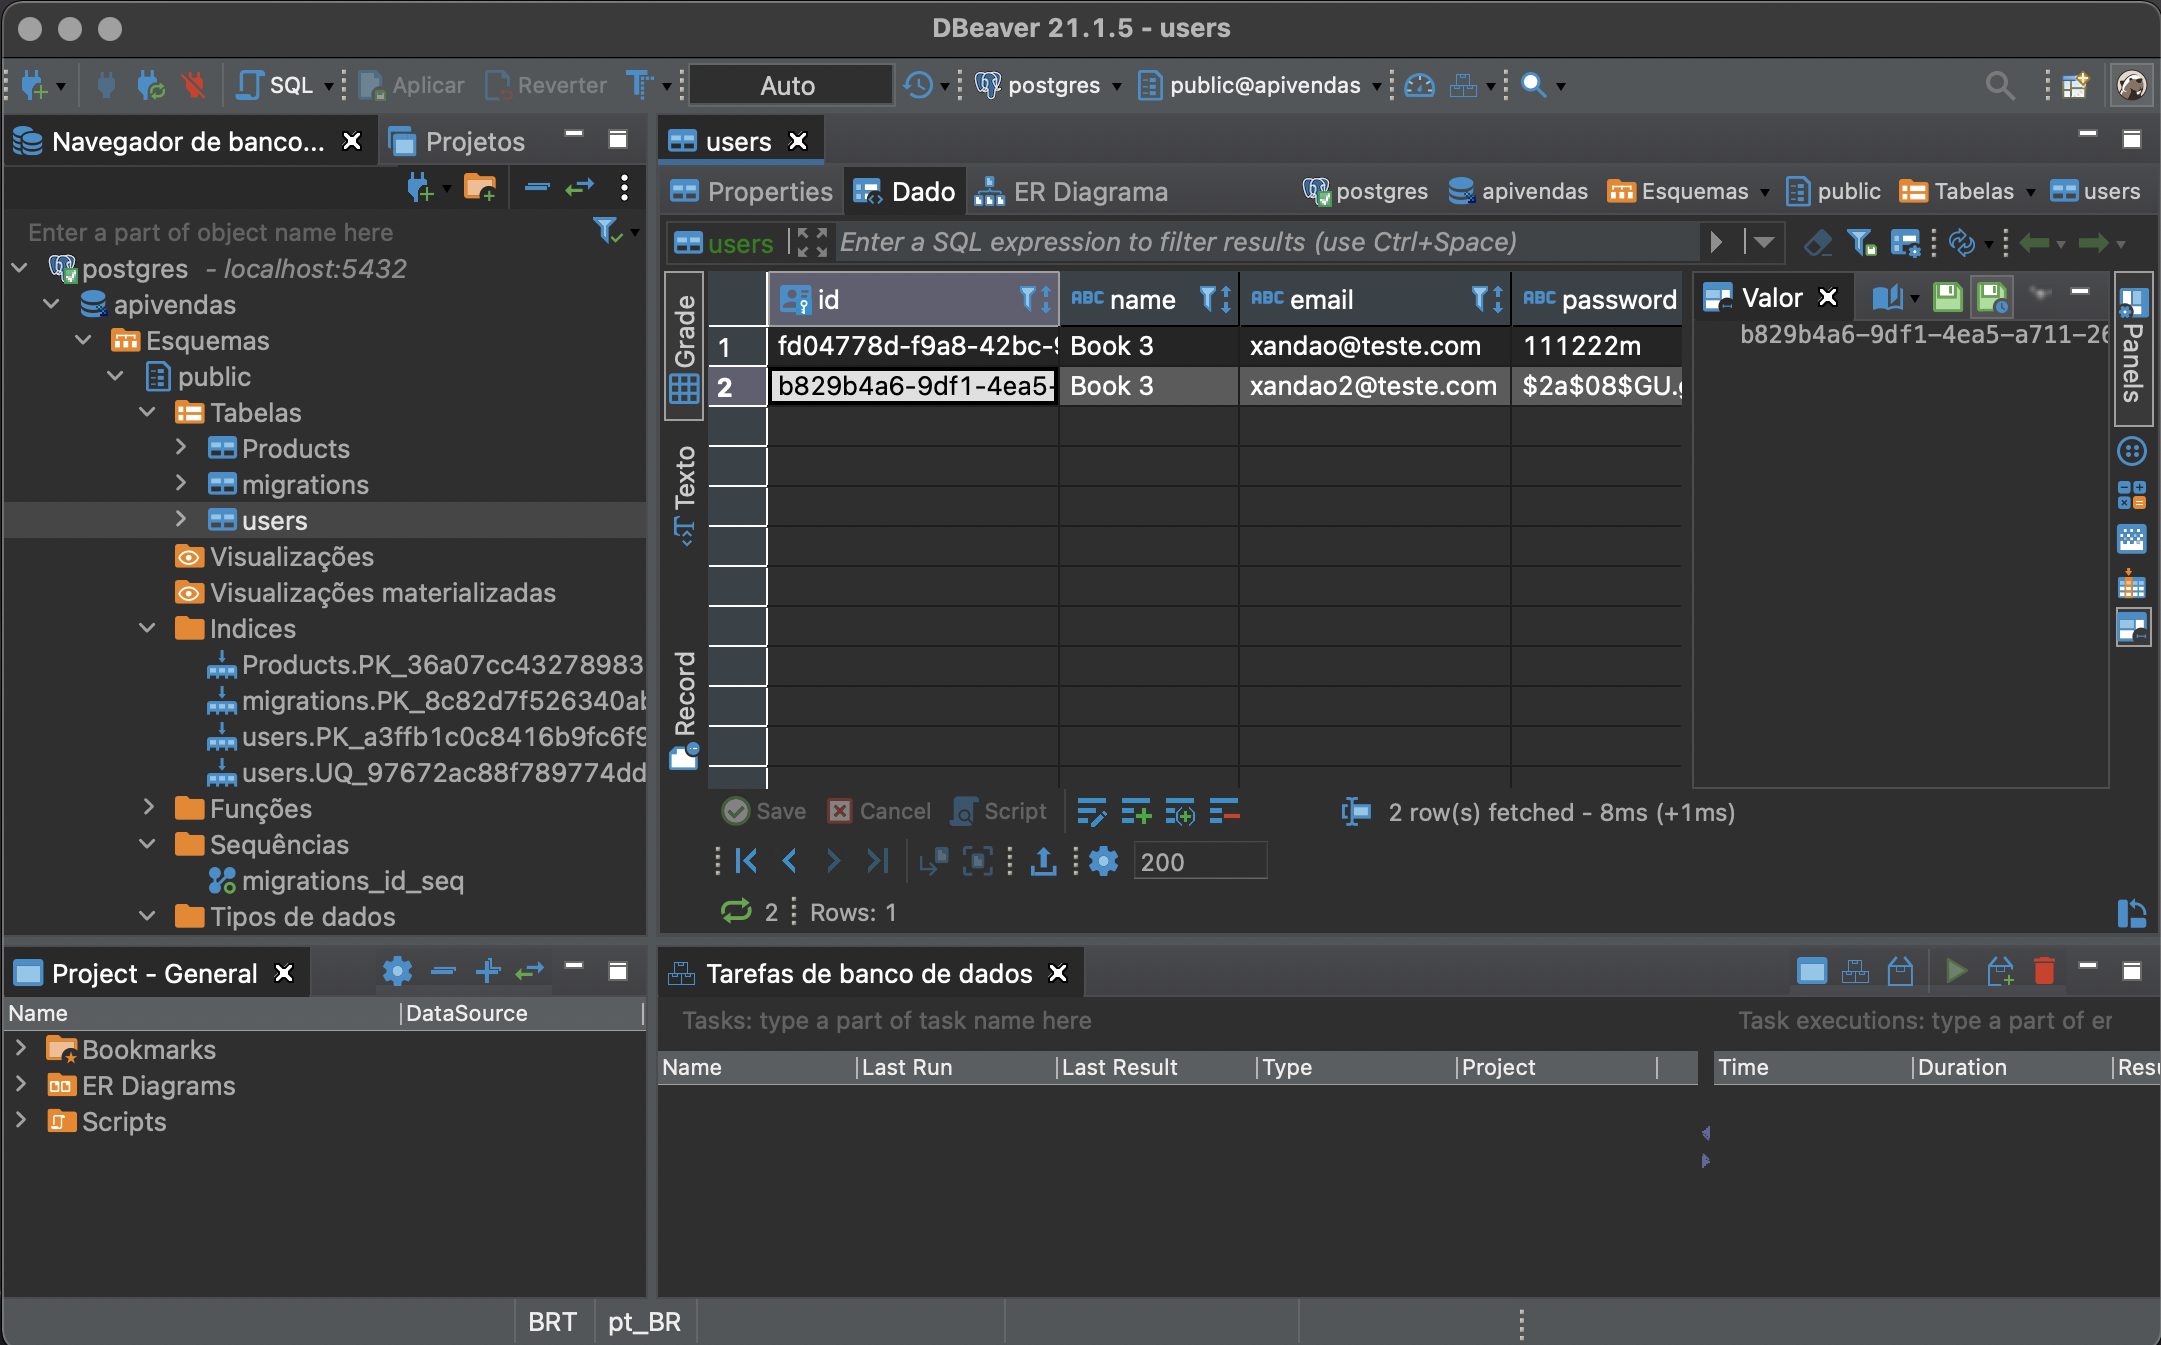 DBeaver 21.1.5 - users
SQL Aplicar Reverter Auto postgres public@apivendas
Navegador de banco... Projetos
Enter a part of object name here
postgres - localhost:5432
apivendas
Esquemas
public
Tabelas
Products
migrations
users
Visualizações
Visualizações materializadas
Indices
Products.PK_36a07cc43278983
migrations.PK_8c82d7f526340ab
users.PK_a3ffb1c0c8416b9fc6f9
users.UQ_97672ac88f789774dd
Funções
Sequências
migrations_id_seq
Tipos de dados
users
Properties Dado ER Diagrama postgres apivendas Esquemas public Tabelas users
users Enter a SQL expression to filter results (use Ctrl+Space)
Grade
Texto
Record
id ABC name ABC email ABC password
1 fd04778d-f9a8-42bc-9 Book 3 xandao@teste.com 111222m
2 b829b4a6-9df1-4ea5- Book 3 xandao2@teste.com $2a$08$GU.
Valor
b829b4a6-9df1-4ea5-a711-26
Panels
Save Cancel Script 2 row(s) fetched - 8ms (+1ms)
200
2 Rows: 1
Project - General
Name DataSource
Bookmarks
ER Diagrams
Scripts
Tarefas de banco de dados
Tasks: type a part of task name here Task executions: type a part of er
Name Last Run Last Result Type Project Time Duration Resu
BRT pt_BR